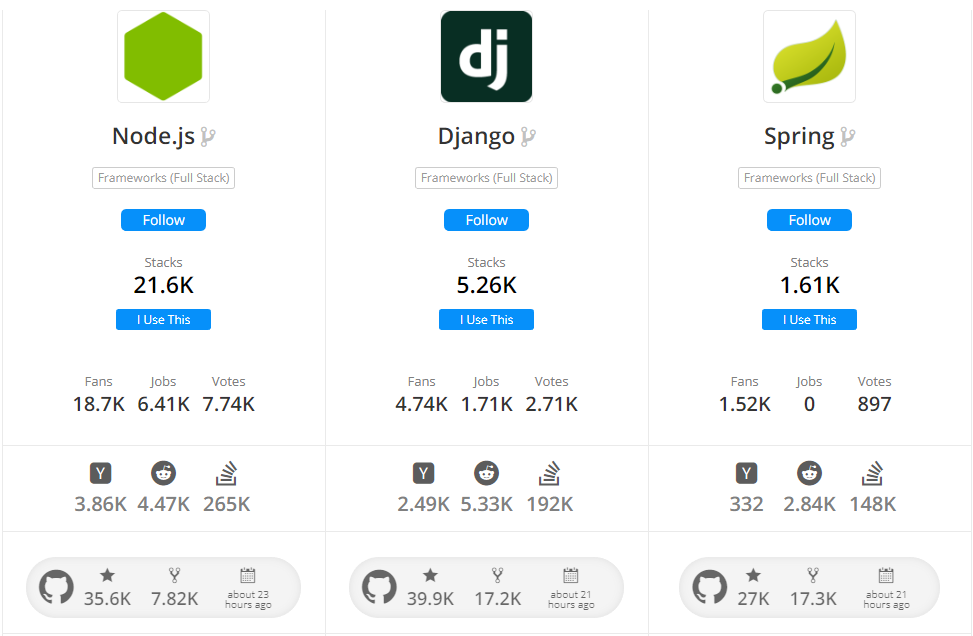 dj
Node.js
Django
Spring
Frameworks (Full Stack)
Frameworks (Full Stack)
Frameworks (Full Stack)
Follow
Follow
Follow
Stacks
Stacks
Stacks
21.6K
5.26K
1.61K
I Use This
I Use This
I Use This
Fans Jobs Votes
Fans Jobs Votes
Fans Jobs Votes
18.7K 6.41K 7.74K
4.74K 1.71K 2.71K
1.52K 0 897
Y
Y
Y
3.86K 4.47K 265K
2.49K 5.33K 192K
332 2.84K 148K
35.6K 7.82K about 23
hours ago
39.9K 17.2K about 21
hours ago
27K 17.3K about 21
hours ago